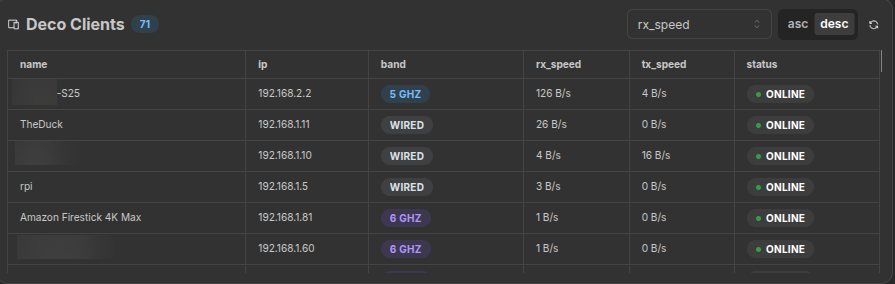 Deco Clients 71 rx_speed asc desc
name ip band rx_speed tx_speed status
-S25 192.168.2.2 5 GHZ 126 B/s 4 B/s ONLINE
TheDuck 192.168.1.11 WIRED 26 B/s 0 B/s ONLINE
192.168.1.10 WIRED 4 B/s 16 B/s ONLINE
rpi 192.168.1.5 WIRED 3 B/s 0 B/s ONLINE
Amazon Firestick 4K Max 192.168.1.81 6 GHZ 1 B/s 0 B/s ONLINE
192.168.1.60 6 GHZ 1 B/s 0 B/s ONLINE